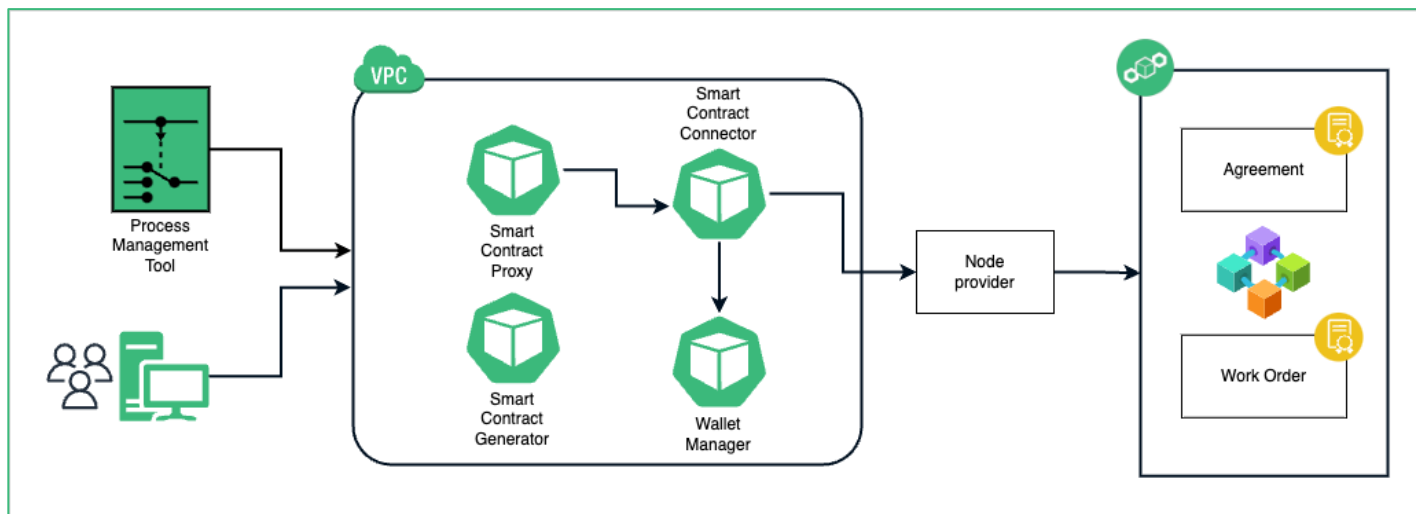 VPC
Process
Management
Tool
Smart
Contract
Proxy
Smart
Contract
Connector
Smart
Contract
Generator
Wallet
Manager
Node
provider
Agreement
Work Order